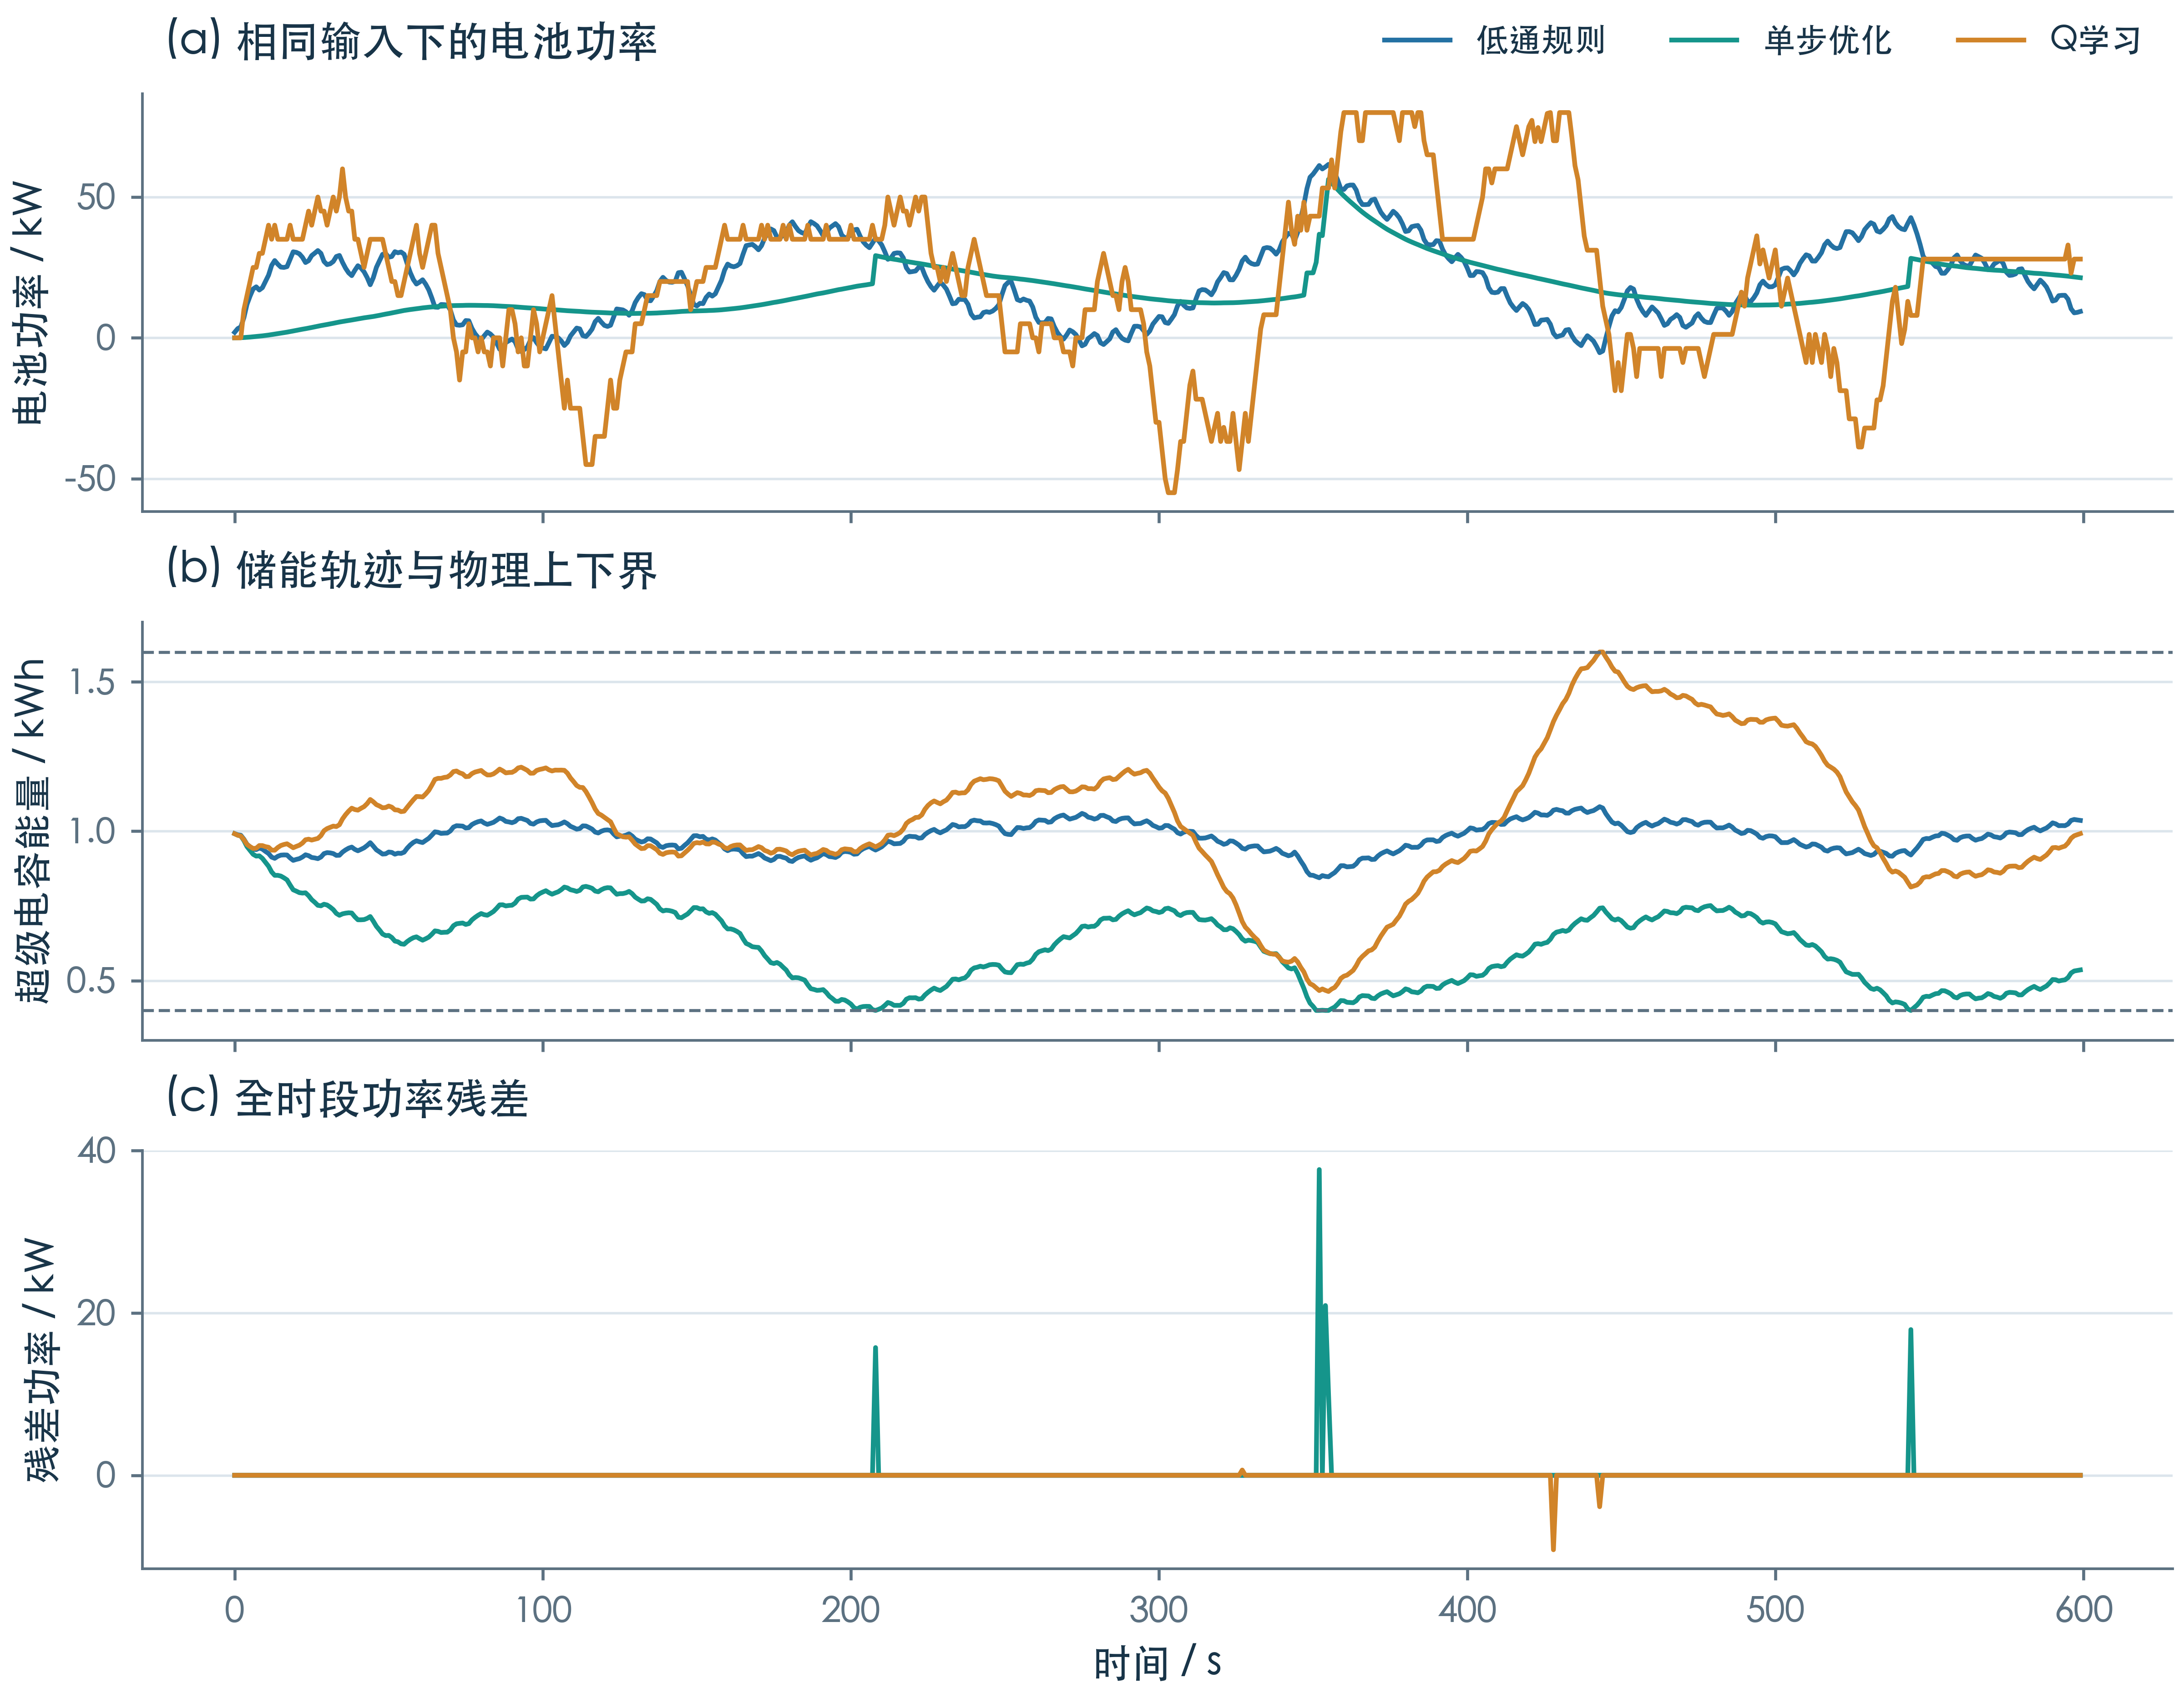 (a) 相同输入下的电池功率
低通规则 单步优化 Q学习
电池功率 / kW
50
0
-50
(b) 储能轨迹与物理上下界
超级电容能量 / kWh
1.5
1.0
0.5
(c) 全时段功率残差
残差功率 / kW
40
20
0
0 100 200 300 400 500 600
时间 / s